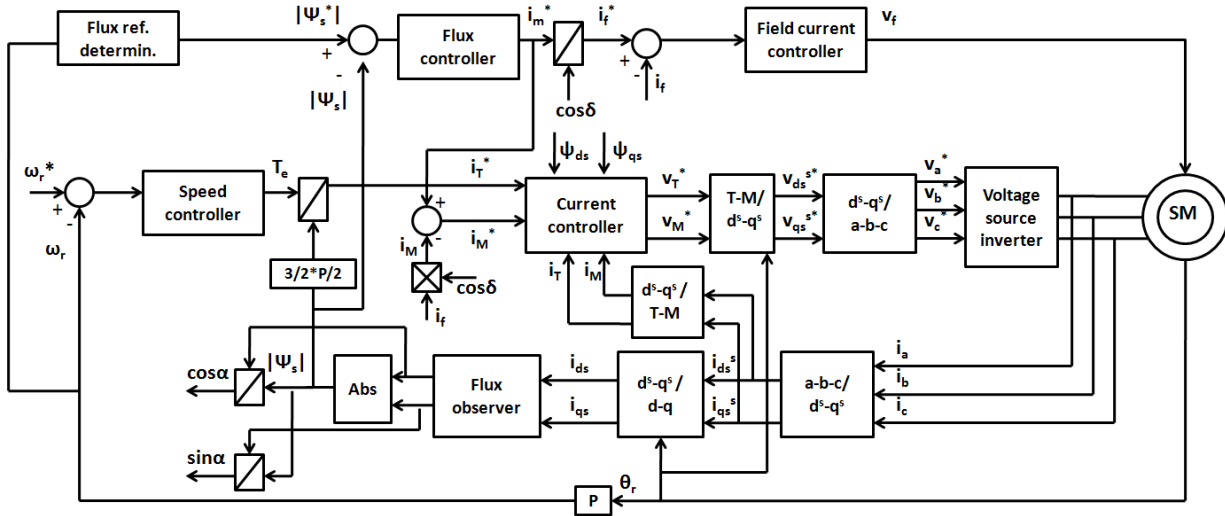 Flux ref.
determin.
|Ψs*|
+
-
|Ψs|
Flux
controller
im*
if*
+
-
if
cosδ
Field current
controller
vf
ωr*
+
-
ωr
Speed
controller
Te
iT*
+
-
iM*
iM
cosδ
if
3/2*P/2
ψds
ψqs
Current
controller
vT*
vM*
T-M/
dˢ-qˢ
vdsˢ*
vqsˢ*
dˢ-qˢ/
a-b-c
va*
vb*
vc*
Voltage
source
inverter
SM
iT
iM
dˢ-qˢ/
T-M
cosα
|Ψs|
Abs
Flux
observer
ids
iqs
dˢ-qˢ/
d-q
idsˢ
iqsˢ
a-b-c/
dˢ-qˢ
ia
ib
ic
sinα
P
θr